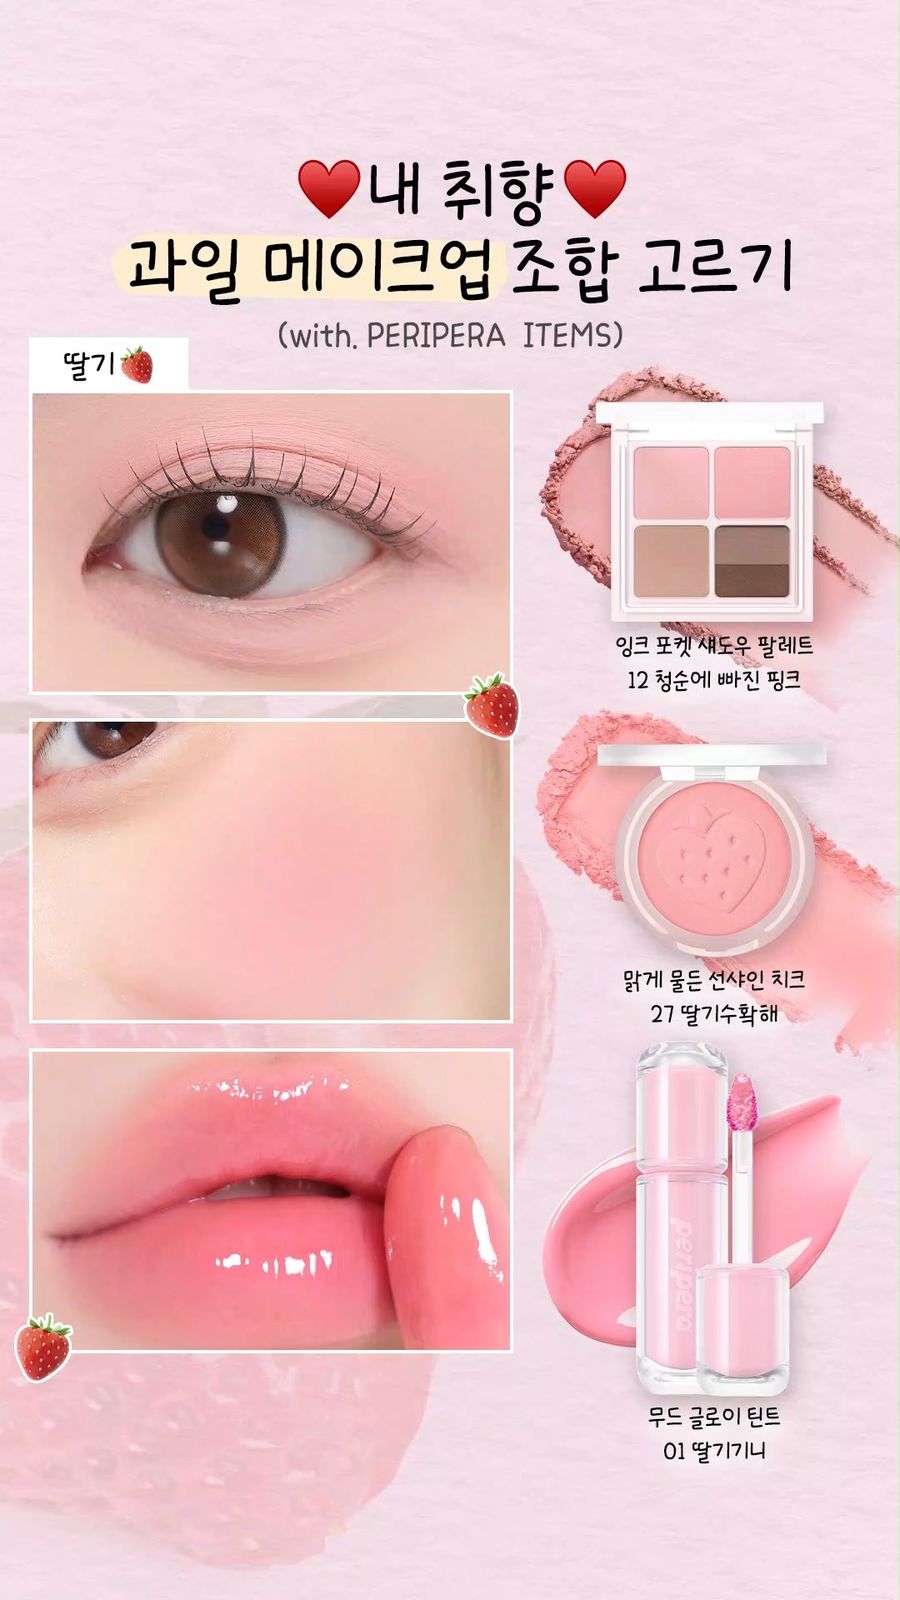 내 취향
과일 메이크업 조합 고르기
(with. PERIPERA ITEMS)
딸기
잉크 포켓 섀도우 팔레트
12 청순에 빠진 핑크
맑게 물든 선샤인 치크
27 딸기수확해
peripera
무드 글로이 틴트
01 딸기기니